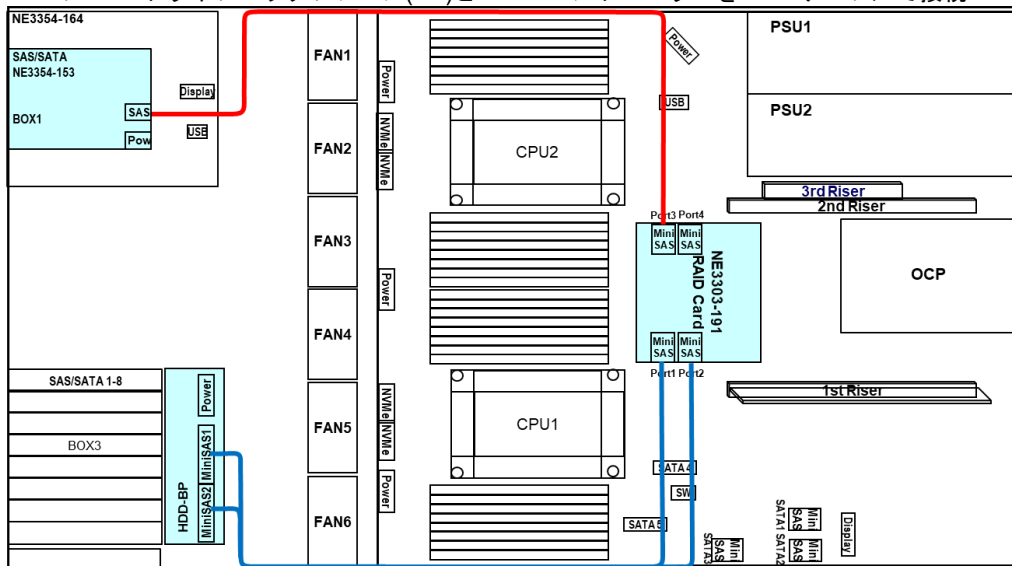 NE3354-164
SAS/SATA
NE3354-153
BOX1
SAS
Pow
Display
USB
FAN1
FAN2
FAN3
FAN4
FAN5
FAN6
Power
NVMe
NVMe
Power
NVMe
NVMe
Power
CPU2
CPU1
Power
USB
PSU1
PSU2
3rd Riser
2nd Riser
OCP
Port3 Port4
Mini
SAS
Mini
SAS
NE3303-191
RAID Card
Mini
SAS
Mini
SAS
Port1 Port2
1st Riser
SAS/SATA 1-8
BOX3
HDD-BP
Power
MiniSAS1
MiniSAS2
SATA4
SW
SATA5
SATA3
Mini
SAS
SATA1
Mini
SAS
SATA2
Mini
SAS
Display